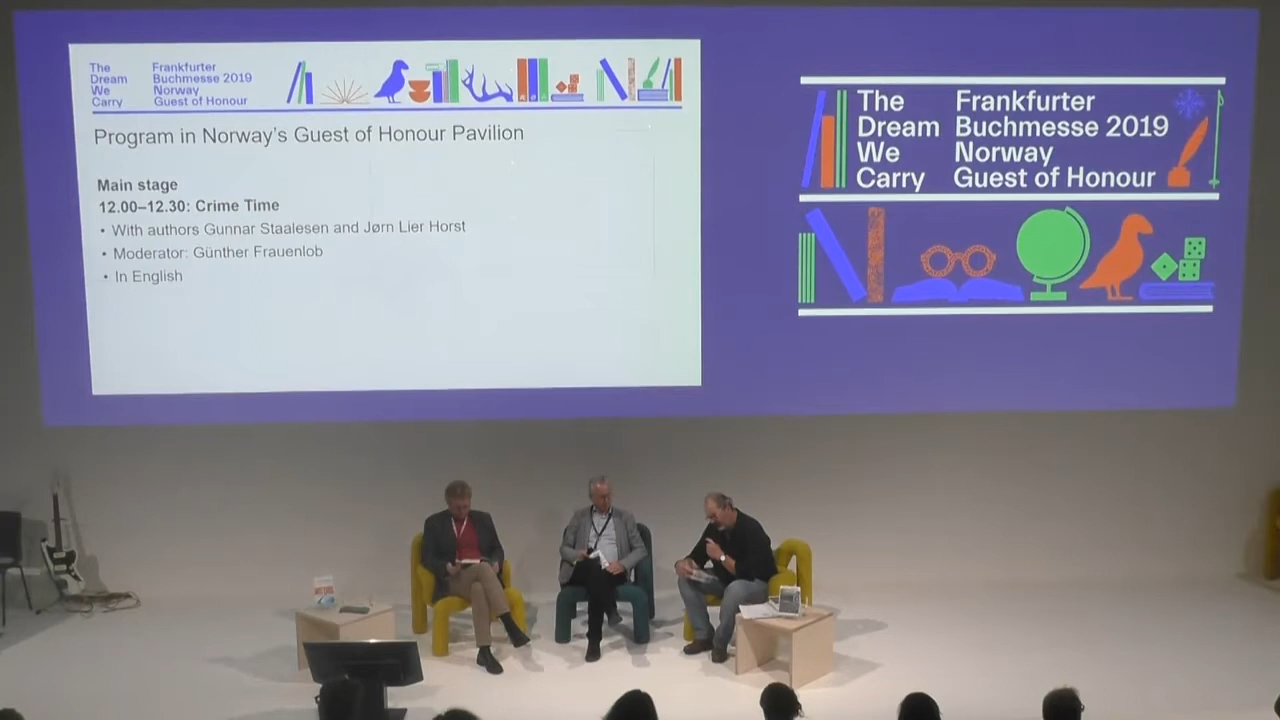 The
Dream
We
Carry
Frankfurter
Buchmesse 2019
Norway
Guest of Honour
Program in Norway's Guest of Honour Pavilion
Main stage
12.00–12.30: Crime Time
• With authors Gunnar Staalesen and Jørn Lier Horst
• Moderator: Günther Frauenlob
• In English
The
Dream
We
Carry
Frankfurter
Buchmesse 2019
Norway
Guest of Honour